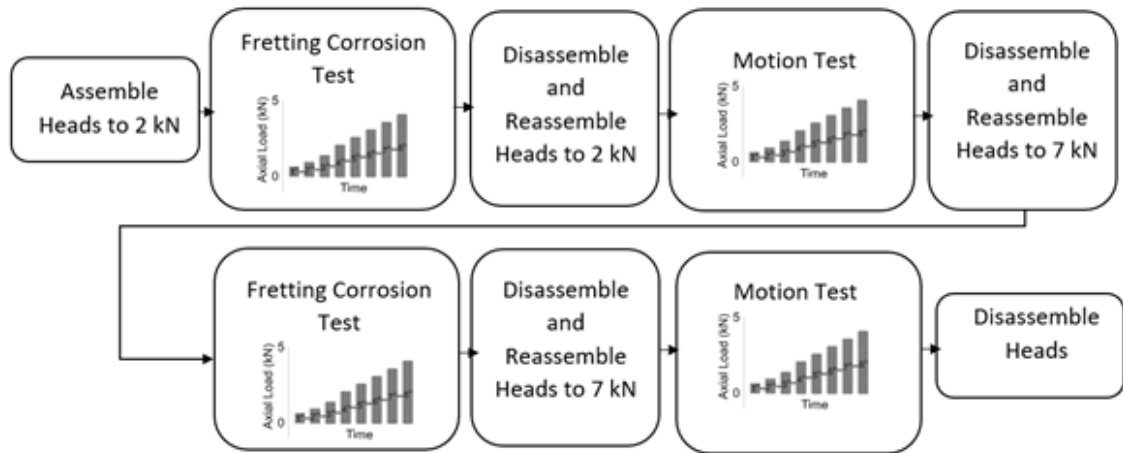 Assemble
Heads to 2 kN
Fretting Corrosion
Test
Axial Load (kN)
5
0
Time
Disassemble
and
Reassemble
Heads to 2 kN
Motion Test
Axial Load (kN)
5
0
Time
Disassemble
and
Reassemble
Heads to 7 kN
Fretting Corrosion
Test
Axial Load (kN)
5
0
Time
Disassemble
and
Reassemble
Heads to 7 kN
Motion Test
Axial Load (kN)
5
0
Time
Disassemble
Heads